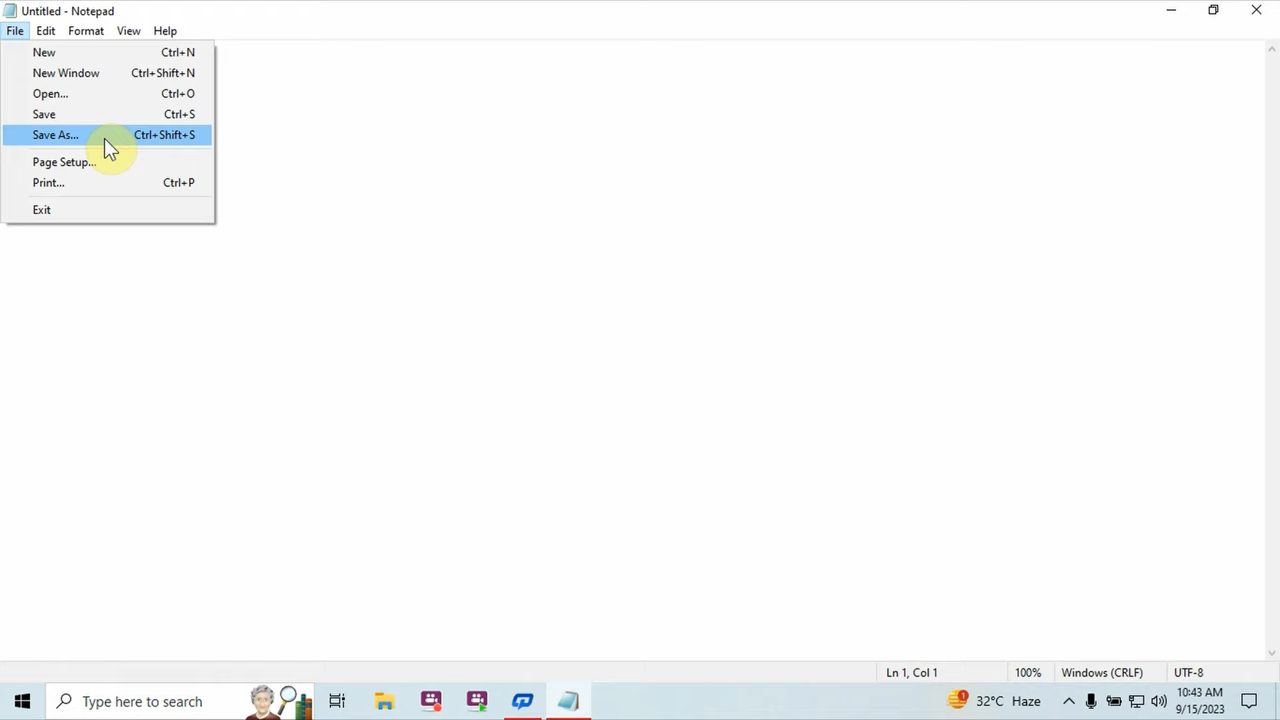 Untitled - Notepad
File Edit Format View Help
New Ctrl+N
New Window Ctrl+Shift+N
Open... Ctrl+O
Save Ctrl+S
Save As... Ctrl+Shift+S
Page Setup...
Print... Ctrl+P
Exit
Ln 1, Col 1 100% Windows (CRLF) UTF-8
Type here to search 1 32°C Haze 10:43 AM
9/15/2023